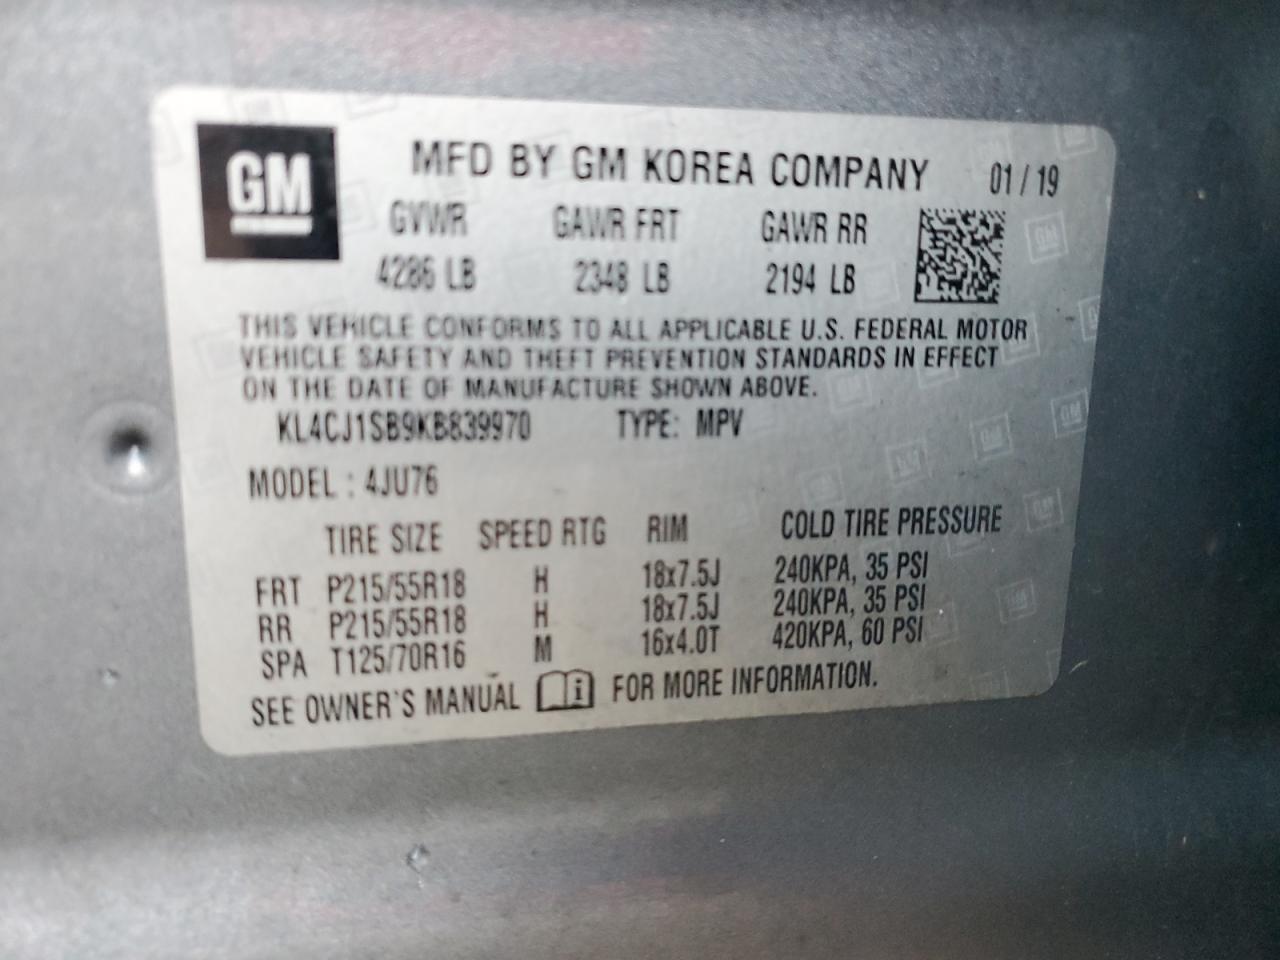 GM
MFD BY GM KOREA COMPANY 01/19
GVWR GAWR FRT GAWR RR
4286 LB 2348 LB 2194 LB
THIS VEHICLE CONFORMS TO ALL APPLICABLE U.S. FEDERAL MOTOR
VEHICLE SAFETY AND THEFT PREVENTION STANDARDS IN EFFECT
ON THE DATE OF MANUFACTURE SHOWN ABOVE.
KL4CJ1SB9KB839970 TYPE: MPV
MODEL : 4JU76
TIRE SIZE SPEED RTG RIM COLD TIRE PRESSURE
FRT P215/55R18 H 18x7.5J 240KPA, 35 PSI
RR P215/55R18 H 18x7.5J 240KPA, 35 PSI
SPA T125/70R16 M 16x4.0T 420KPA, 60 PSI
SEE OWNER'S MANUAL i FOR MORE INFORMATION.